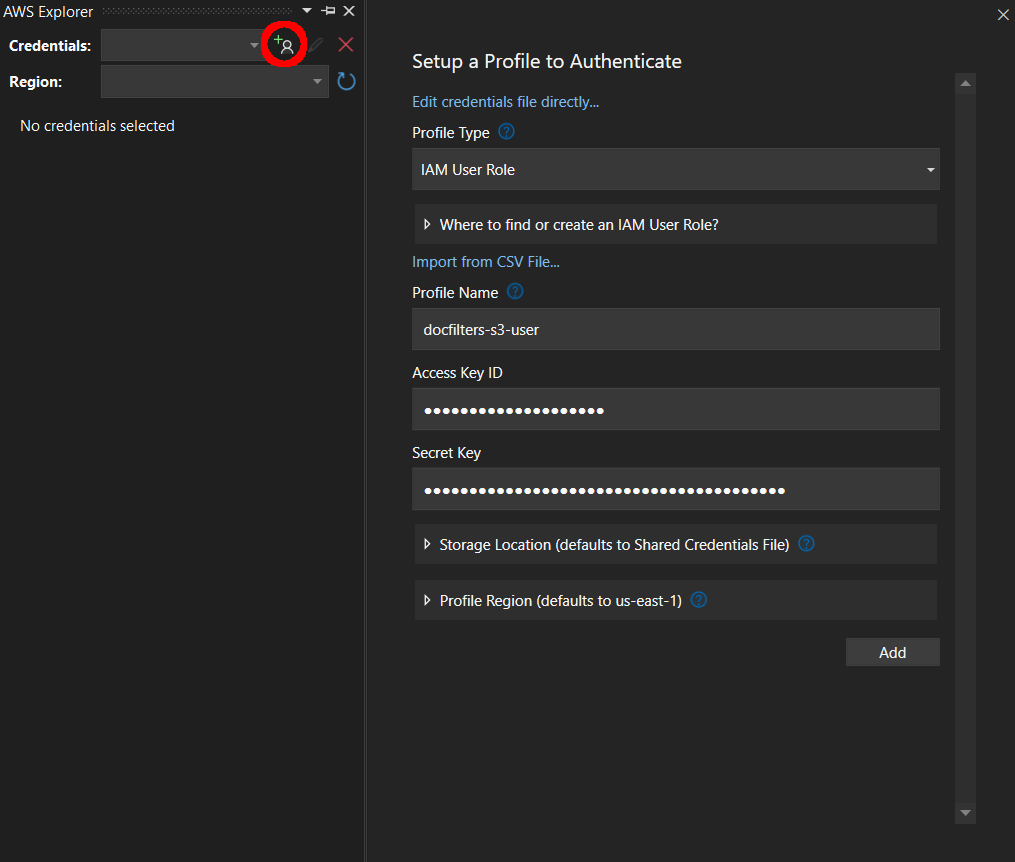 AWS Explorer
Credentials:
Region:
No credentials selected
Setup a Profile to Authenticate
Edit credentials file directly...
Profile Type ?
IAM User Role
Where to find or create an IAM User Role?
Import from CSV File...
Profile Name ?
docfilters-s3-user
Access Key ID
●●●●●●●●●●●●●●●●●●●●
Secret Key
●●●●●●●●●●●●●●●●●●●●●●●●●●●●●●●●●●●●●●●●
Storage Location (defaults to Shared Credentials File) ?
Profile Region (defaults to us-east-1) ?
Add